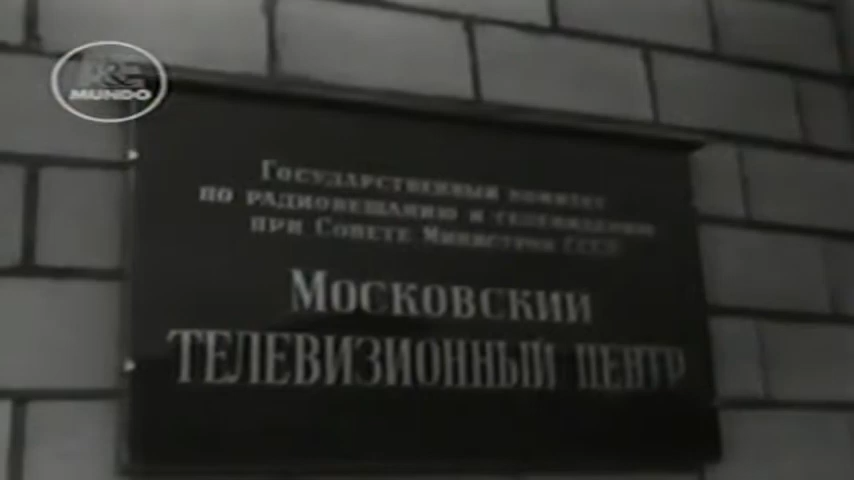 A&E
MUNDO
Государственный комитет
по радиовещанию и телевидению
при Совете Министров СССР
Московский
телевизионный центр